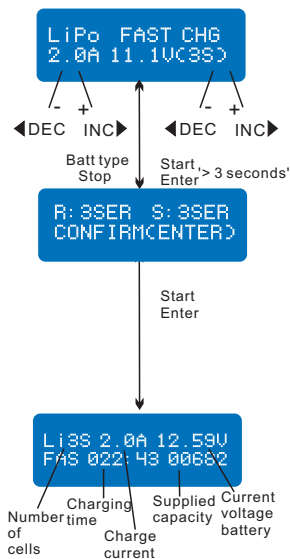 LiPo FAST CHG
2.0A 11.1V(3S)
- + - +
◀DEC INC▶ ◀DEC INC▶
Batt type
Stop
Start
Enter '> 3 seconds'
R: 3SER S: 3SER
CONFIRM(ENTER)
Start
Enter
Li3S 2.0A 12.59V
FAS 022:43 00682
Number
of
cells
Charging
time
Charge
current
Supplied
capacity
Current
voltage
battery